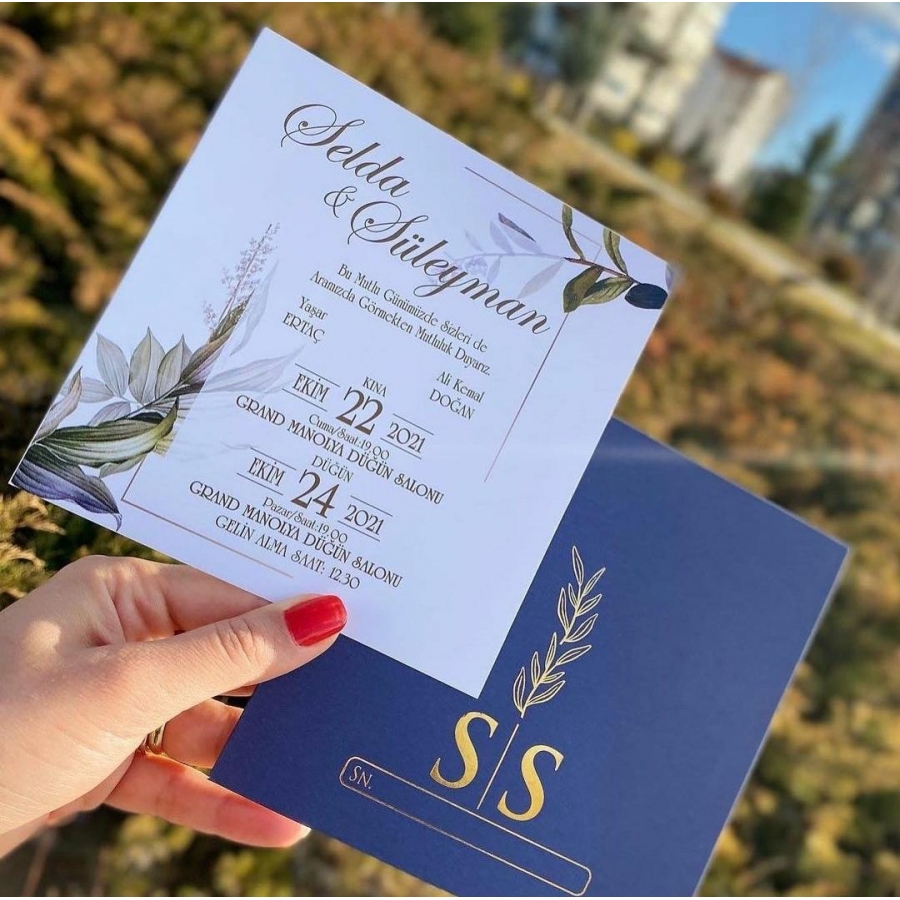 Selda
& Süleyman
Bu Mutlu Günümüzde Sizleri de
Aramızda Görmekten Mutluluk Duyarız.
Yaşar
ERTAÇ
Ali Kemal
DOĞAN
KINA
EKİM 22 2021
Cuma/Saat:19.00
GRAND MANOLYA DÜĞÜN SALONU
DÜĞÜN
EKİM 24 2021
Pazar/Saat:19.00
GRAND MANOLYA DÜĞÜN SALONU
GELİN ALMA SAAT: 12.30
S S
SN.